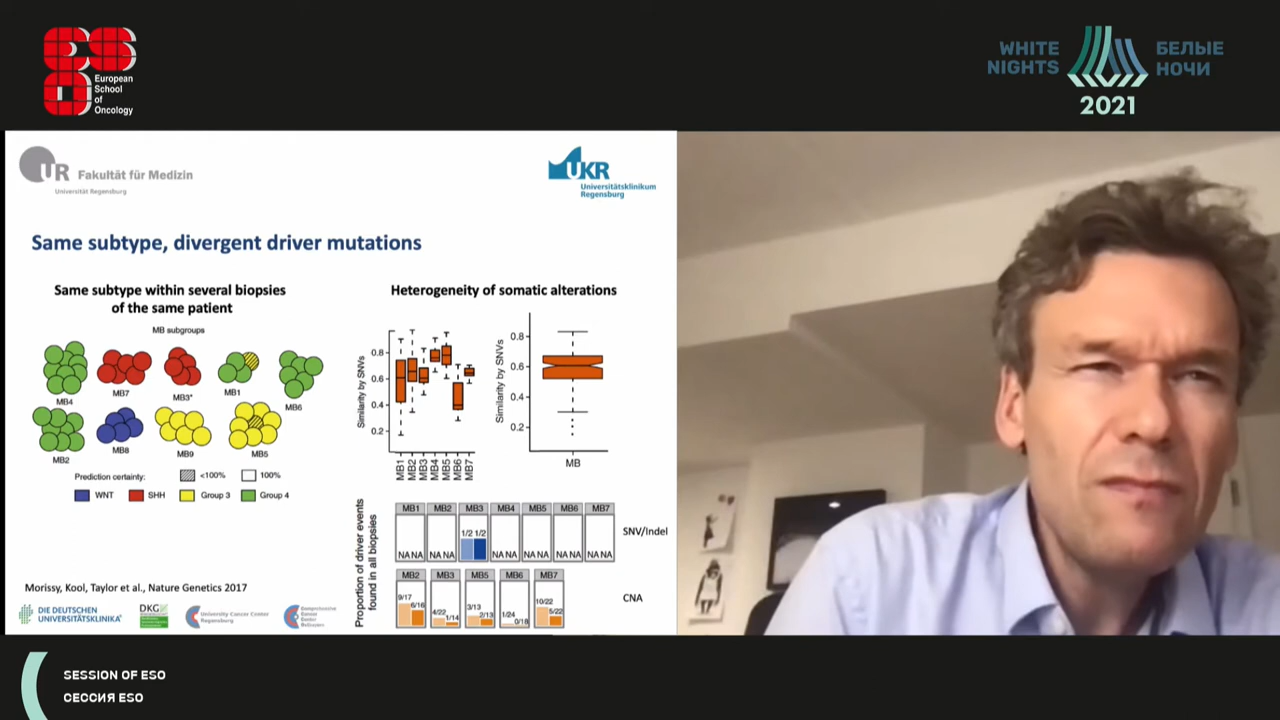 European
School
of
Oncology
WHITE
NIGHTS
БЕЛЫЕ
НОЧИ
2021
UR Fakultät für Medizin
Universität Regensburg
UKR
Universitätsklinikum
Regensburg
Same subtype, divergent driver mutations
Same subtype within several biopsies
of the same patient
MB subgroups
MB4
MB7
MB3*
MB1
MB6
MB2
MB8
MB9
MB5
Prediction certainty:
<100%
100%
WNT
SHH
Group 3
Group 4
Heterogeneity of somatic alterations
Similarity by SNVs
0.8
0.6
0.4
0.2
MB1
MB2
MB3
MB4
MB5
MB6
MB7
Similarity by SNVs
0.8
0.6
0.4
0.2
MB
Proportion of driver events
found in all biopsies
MB1 MB2 MB3 MB4 MB5 MB6 MB7
NA NA NA NA 1/2 1/2 NA NA NA NA NA NA NA NA
SNV/Indel
MB2 MB3 MB5 MB6 MB7
9/17 6/16 4/22 1/14 3/13 2/13 1/24 0/18 10/22 5/22
CNA
Morissy, Kool, Taylor et al., Nature Genetics 2017
DIE DEUTSCHEN
UNIVERSITÄTSKLINIKA
DKG
University Cancer Center
Regensburg
SESSION OF ESO
СЕССИЯ ESO